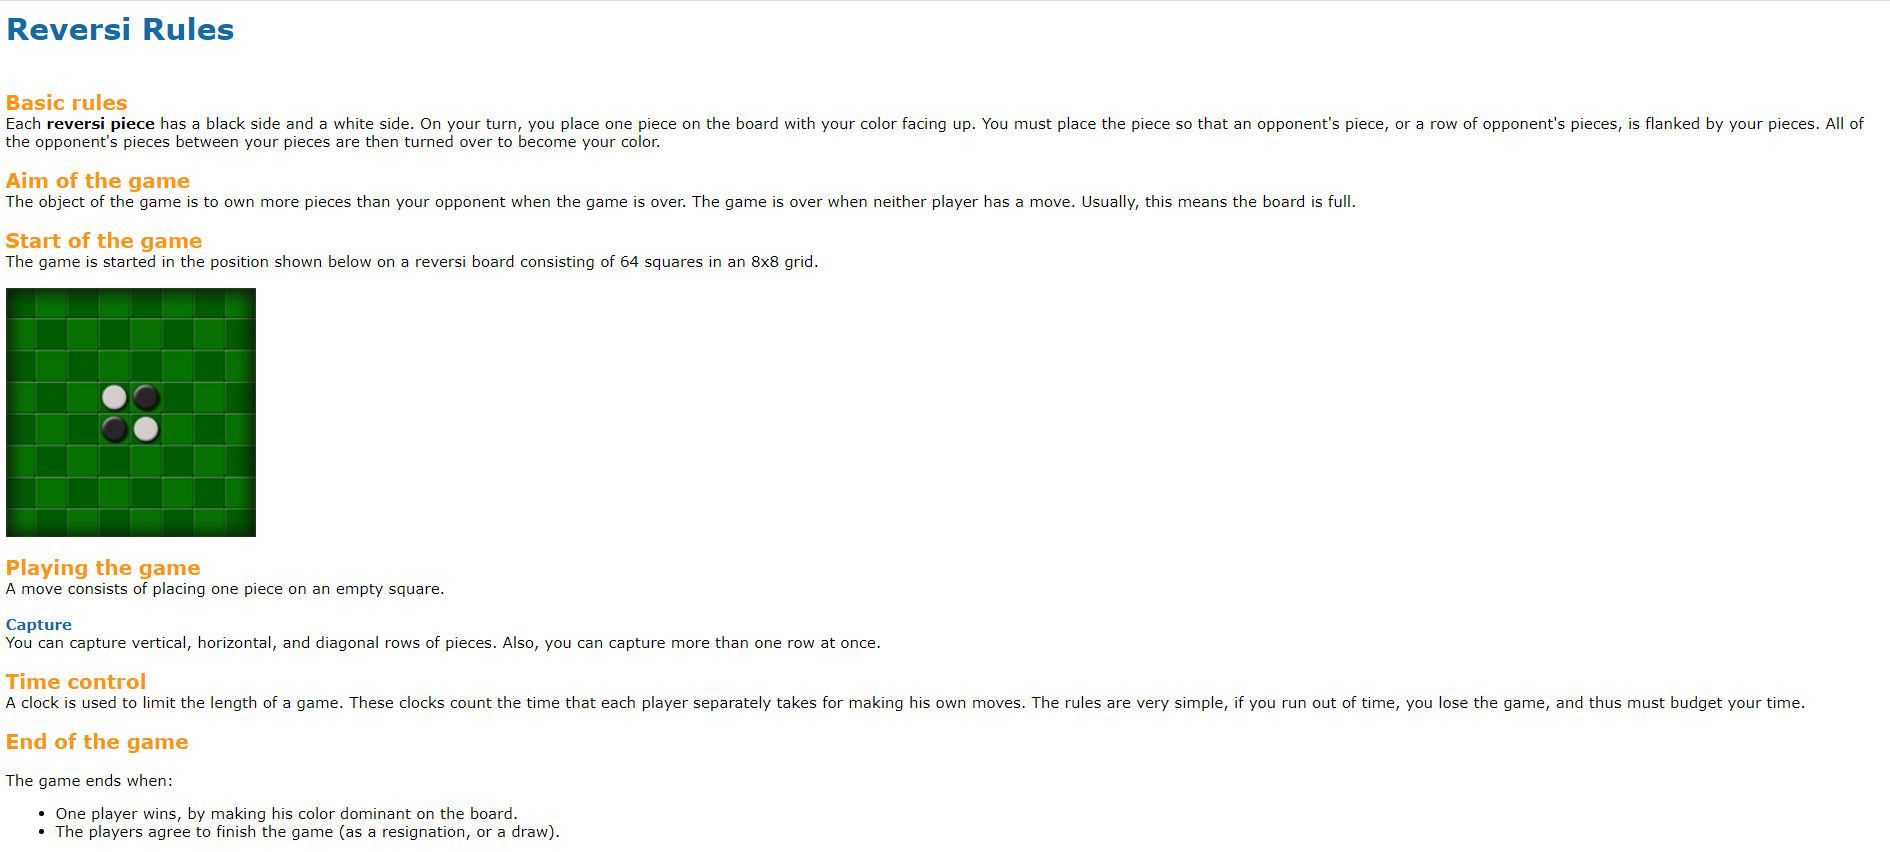 Reversi Rules
Basic rules
Each reversi piece has a black side and a white side. On your turn, you place one piece on the board with your color facing up. You must place the piece so that an opponent's piece, or a row of opponent's pieces, is flanked by your pieces. All of
the opponent's pieces between your pieces are then turned over to become your color.
Aim of the game
The object of the game is to own more pieces than your opponent when the game is over. The game is over when neither player has a move. Usually, this means the board is full.
Start of the game
The game is started in the position shown below on a reversi board consisting of 64 squares in an 8x8 grid.
Playing the game
A move consists of placing one piece on an empty square.
Capture
You can capture vertical, horizontal, and diagonal rows of pieces. Also, you can capture more than one row at once.
Time control
A clock is used to limit the length of a game. These clocks count the time that each player separately takes for making his own moves. The rules are very simple, if you run out of time, you lose the game, and thus must budget your time.
End of the game
The game ends when:
• One player wins, by making his color dominant on the board.
• The players agree to finish the game (as a resignation, or a draw).